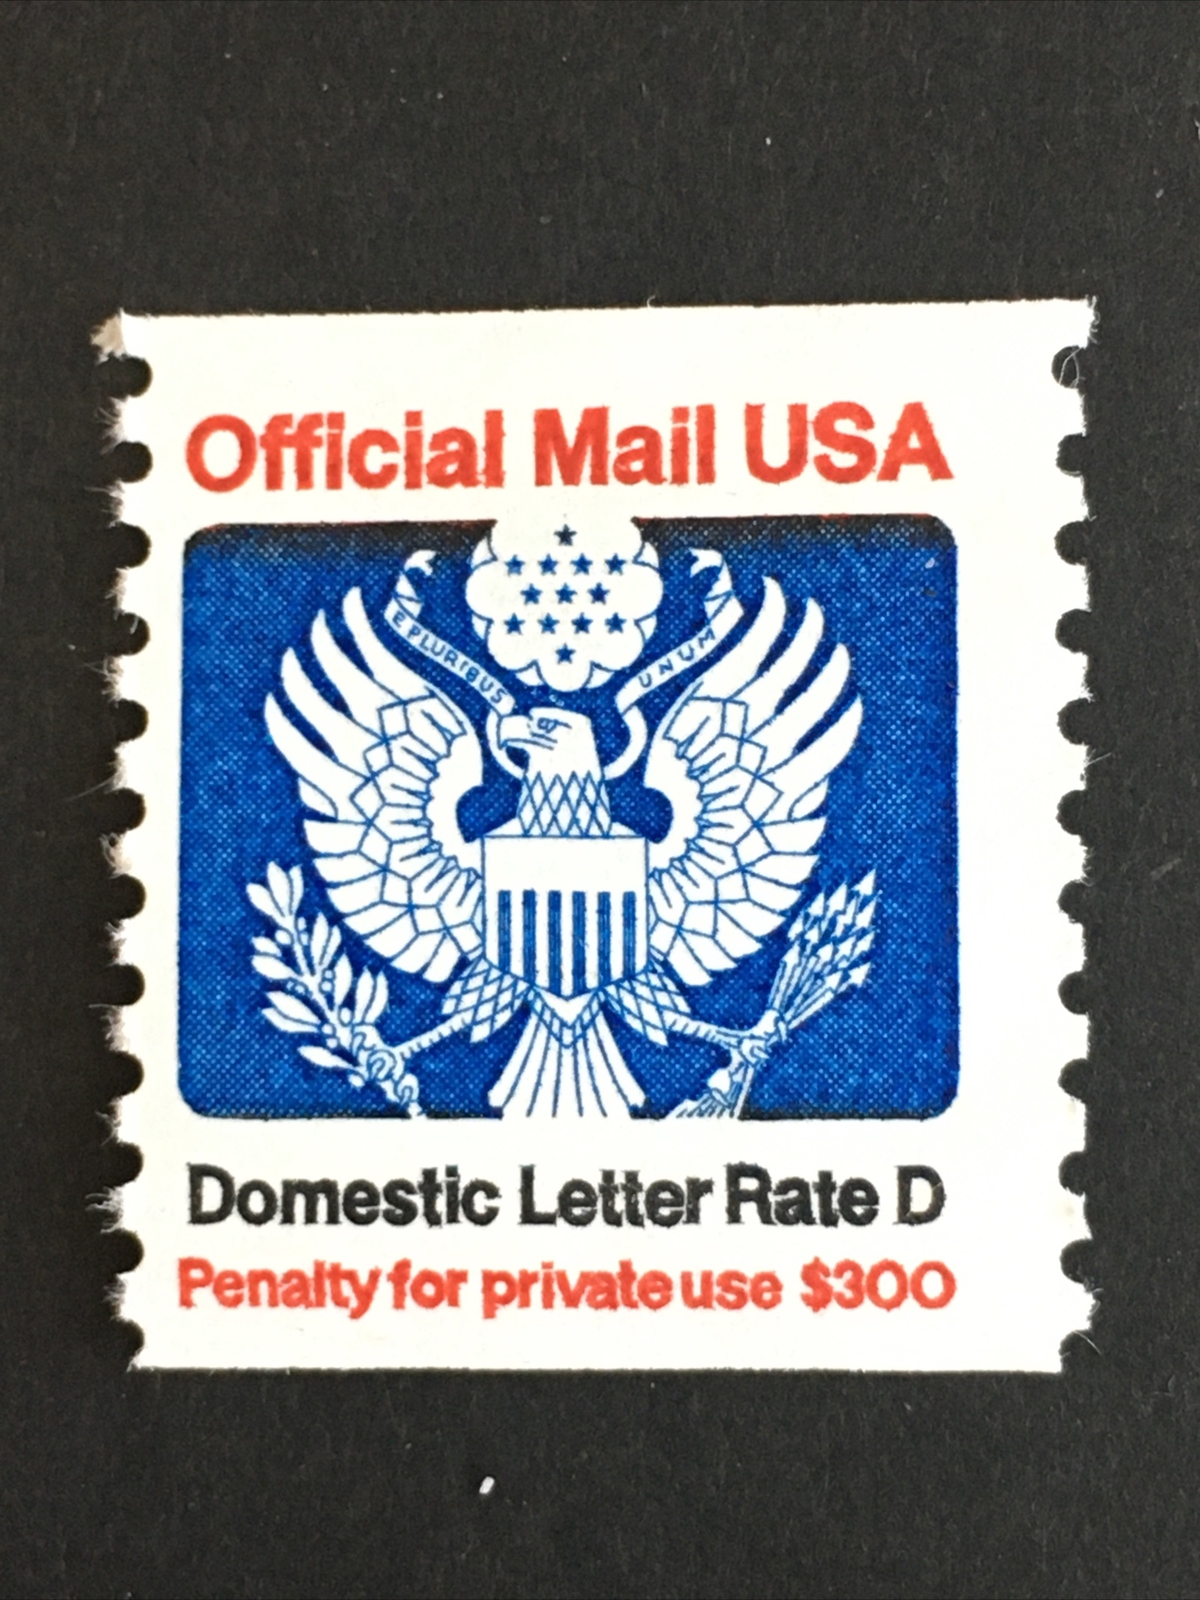 Official Mail USA
E PLURIBUS UNUM
Domestic Letter Rate D
Penalty for private use $300